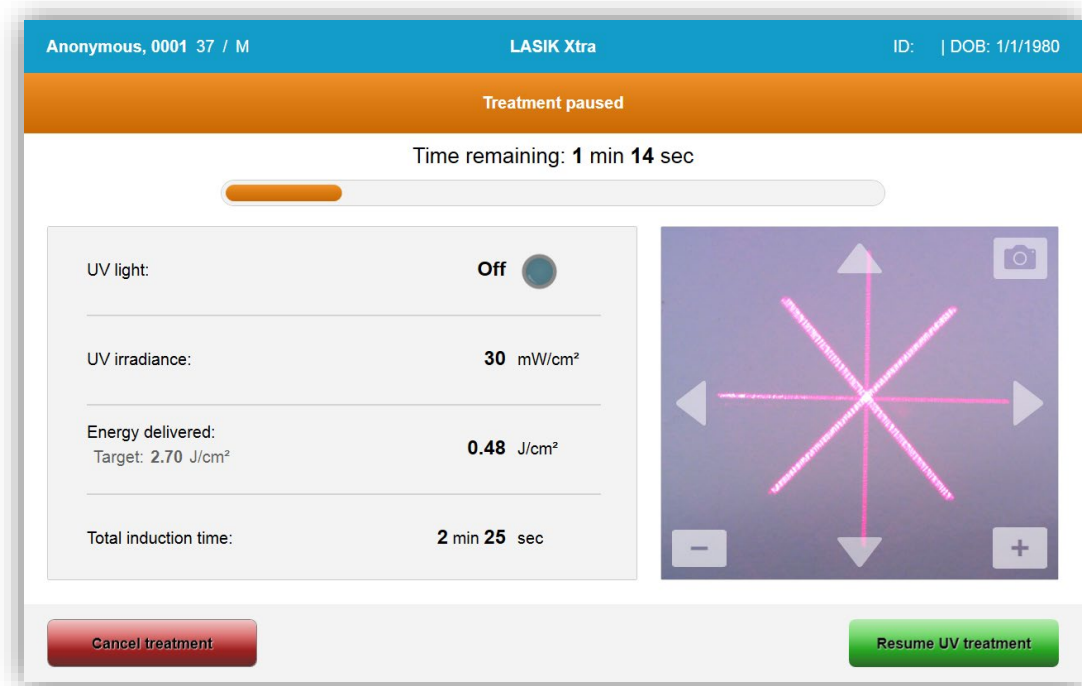 Anonymous, 0001 37 / M LASIK Xtra ID: | DOB: 1/1/1980
Treatment paused
Time remaining: 1 min 14 sec
UV light: Off
UV irradiance: 30 mW/cm²
Energy delivered:
Target: 2.70 J/cm² 0.48 J/cm²
Total induction time: 2 min 25 sec
− +
Cancel treatment Resume UV treatment